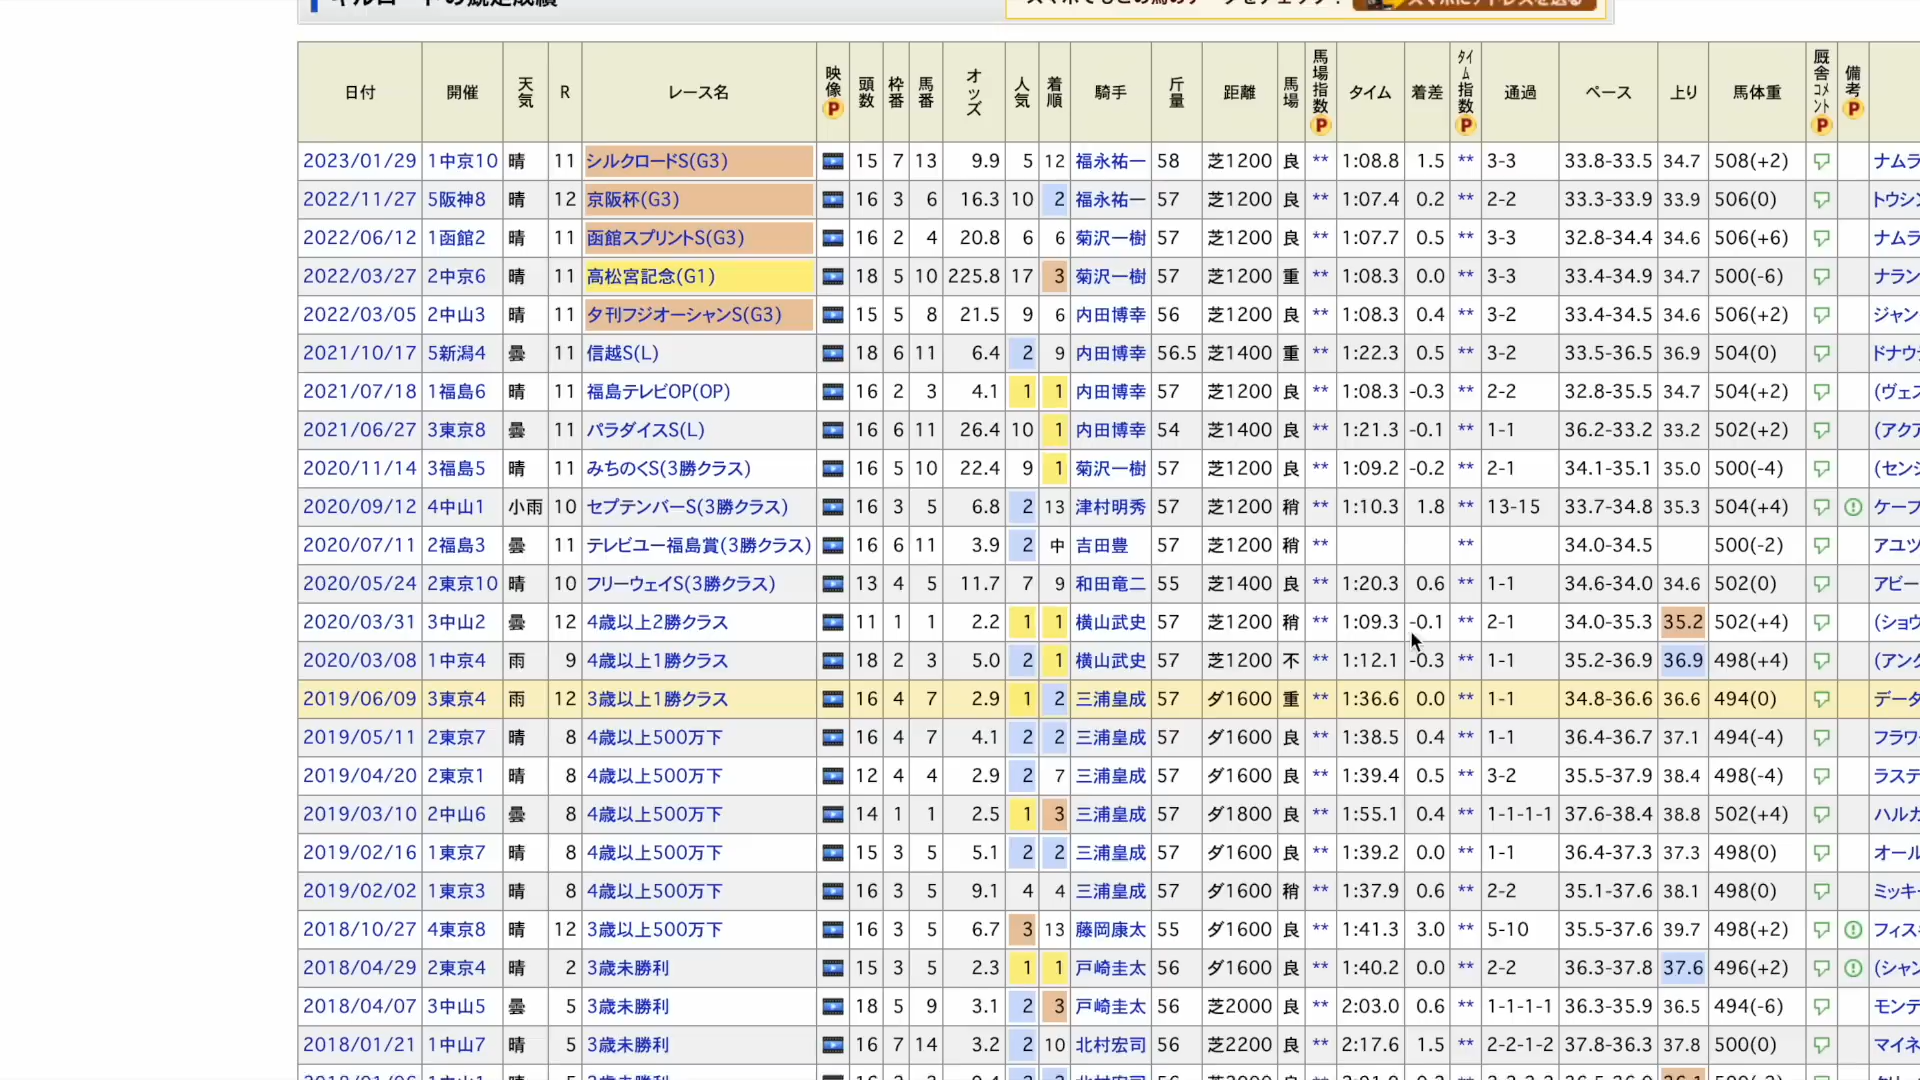 キルロードの競走成績
スマホでもこの馬のデータをチェック！ スマホにアドレスを送る
日付 開催 天気 R レース名 映像P 頭数 枠番 馬番 オッズ 人気 着順 騎手 斤量 距離 馬場 馬場指数P タイム 着差 ﾀｲﾑ指数P 通過 ペース 上り 馬体重 厩舎ｺﾒﾝﾄP 備考P
2023/01/29 1中京10 晴 11 シルクロードS(G3) 15 7 13 9.9 5 12 福永祐一 58 芝1200 良 ** 1:08.8 1.5 ** 3-3 33.8-33.5 34.7 508(+2) ナムラ
2022/11/27 5阪神8 晴 12 京阪杯(G3) 16 3 6 16.3 10 2 福永祐一 57 芝1200 良 ** 1:07.4 0.2 ** 2-2 33.3-33.9 33.9 506(0) トウシン
2022/06/12 1函館2 晴 11 函館スプリントS(G3) 16 2 4 20.8 6 6 菊沢一樹 57 芝1200 良 ** 1:07.7 0.5 ** 3-3 32.8-34.4 34.6 506(+6) ナムラ
2022/03/27 2中京6 晴 11 高松宮記念(G1) 18 5 10 225.8 17 3 菊沢一樹 57 芝1200 重 ** 1:08.3 0.0 ** 3-3 33.4-34.9 34.7 500(-6) ナラン
2022/03/05 2中山3 晴 11 夕刊フジオーシャンS(G3) 15 5 8 21.5 9 6 内田博幸 56 芝1200 良 ** 1:08.3 0.4 ** 3-2 33.4-34.5 34.6 506(+2) ジャン
2021/10/17 5新潟4 曇 11 信越S(L) 18 6 11 6.4 2 9 内田博幸 56.5 芝1400 重 ** 1:22.3 0.5 ** 3-2 33.5-36.5 36.9 504(0) ドナウ
2021/07/18 1福島6 晴 11 福島テレビOP(OP) 16 2 3 4.1 1 1 内田博幸 57 芝1200 良 ** 1:08.3 -0.3 ** 2-2 32.8-35.5 34.7 504(+2) (ヴェス
2021/06/27 3東京8 曇 11 パラダイスS(L) 16 6 11 26.4 10 1 内田博幸 54 芝1400 良 ** 1:21.3 -0.1 ** 1-1 36.2-33.2 33.2 502(+2) (アクア
2020/11/14 3福島5 晴 11 みちのくS(3勝クラス) 16 5 10 22.4 9 1 菊沢一樹 57 芝1200 良 ** 1:09.2 -0.2 ** 2-1 34.1-35.1 35.0 500(-4) (セン
2020/09/12 4中山1 小雨 10 セプテンバーS(3勝クラス) 16 3 5 6.8 2 13 津村明秀 57 芝1200 稍 ** 1:10.3 1.8 ** 13-15 33.7-34.8 35.3 504(+4) ケープ
2020/07/11 2福島3 曇 11 テレビユー福島賞(3勝クラス) 16 6 11 3.9 2 中 吉田豊 57 芝1200 稍 ** ** 34.0-34.5 500(-2) アユツ
2020/05/24 2東京10 晴 10 フリーウェイS(3勝クラス) 13 4 5 11.7 7 9 和田竜二 55 芝1400 良 ** 1:20.3 0.6 ** 1-1 34.6-34.0 34.6 502(0) アビー
2020/03/31 3中山2 曇 12 4歳以上2勝クラス 11 1 1 2.2 1 1 横山武史 57 芝1200 稍 ** 1:09.3 -0.1 ** 2-1 34.0-35.3 35.2 502(+4) (ショウ
2020/03/08 1中京4 雨 9 4歳以上1勝クラス 18 2 3 5.0 2 1 横山武史 57 芝1200 不 ** 1:12.1 -0.3 ** 1-1 35.2-36.9 36.9 498(+4) (アンク
2019/06/09 3東京4 雨 12 3歳以上1勝クラス 16 4 7 2.9 1 2 三浦皇成 57 ダ1600 重 ** 1:36.6 0.0 ** 1-1 34.8-36.6 36.6 494(0) データ
2019/05/11 2東京7 晴 8 4歳以上500万下 16 4 7 4.1 2 2 三浦皇成 57 ダ1600 良 ** 1:38.5 0.4 ** 1-1 36.4-36.7 37.1 494(-4) フラワ
2019/04/20 2東京1 晴 8 4歳以上500万下 12 4 4 2.9 2 7 三浦皇成 57 ダ1600 良 ** 1:39.4 0.5 ** 3-2 35.5-37.9 38.4 498(-4) ラステ
2019/03/10 2中山6 曇 8 4歳以上500万下 14 1 1 2.5 1 3 三浦皇成 57 ダ1800 良 ** 1:55.1 0.4 ** 1-1-1-1 37.6-38.4 38.8 502(+4) ハルカ
2019/02/16 1東京7 晴 8 4歳以上500万下 15 3 5 5.1 2 2 三浦皇成 57 ダ1600 良 ** 1:39.2 0.0 ** 1-1 36.4-37.3 37.3 498(0) オール
2019/02/02 1東京3 晴 8 4歳以上500万下 16 3 5 9.1 4 4 三浦皇成 57 ダ1600 稍 ** 1:37.9 0.6 ** 2-2 35.1-37.6 38.1 498(0) ミッキー
2018/10/27 4東京8 晴 12 3歳以上500万下 16 3 5 6.7 3 13 藤岡康太 55 ダ1600 良 ** 1:41.3 3.0 ** 5-10 35.5-37.6 39.7 498(+2) フィス
2018/04/29 2東京4 晴 2 3歳未勝利 15 3 5 2.3 1 1 戸崎圭太 56 ダ1600 良 ** 1:40.2 0.0 ** 2-2 36.3-37.8 37.6 496(+2) (シャン
2018/04/07 3中山5 曇 5 3歳未勝利 18 5 9 3.1 2 3 戸崎圭太 56 芝2000 良 ** 2:03.0 0.6 ** 1-1-1-1 36.3-35.9 36.5 494(-6) モンテ
2018/01/21 1中山7 晴 5 3歳未勝利 16 7 14 3.2 2 10 北村宏司 56 芝2200 良 ** 2:17.6 1.5 ** 2-2-1-2 37.8-36.3 37.8 500(0) マイネ